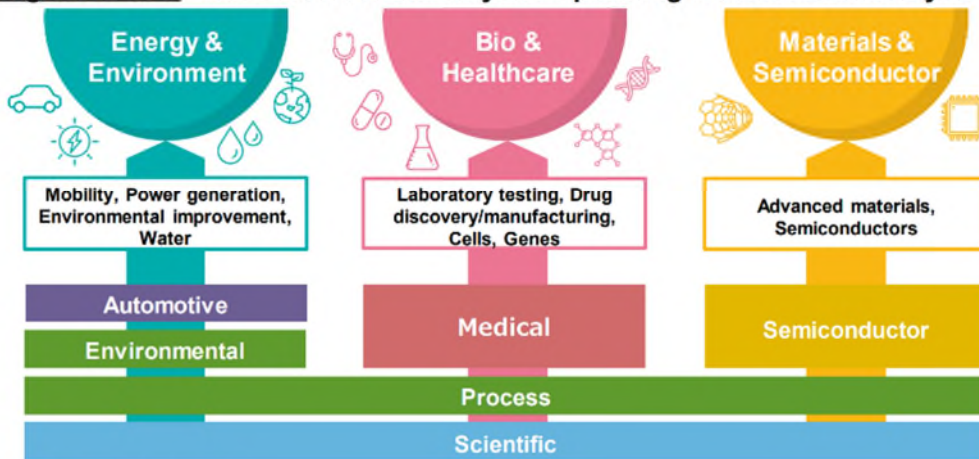 Energy &
Environment
Bio &
Healthcare
Materials &
Semiconductor
Mobility, Power generation,
Environmental improvement,
Water
Laboratory testing, Drug
discovery/manufacturing,
Cells, Genes
Advanced materials,
Semiconductors
Automotive
Environmental
Medical
Semiconductor
Process
Scientific